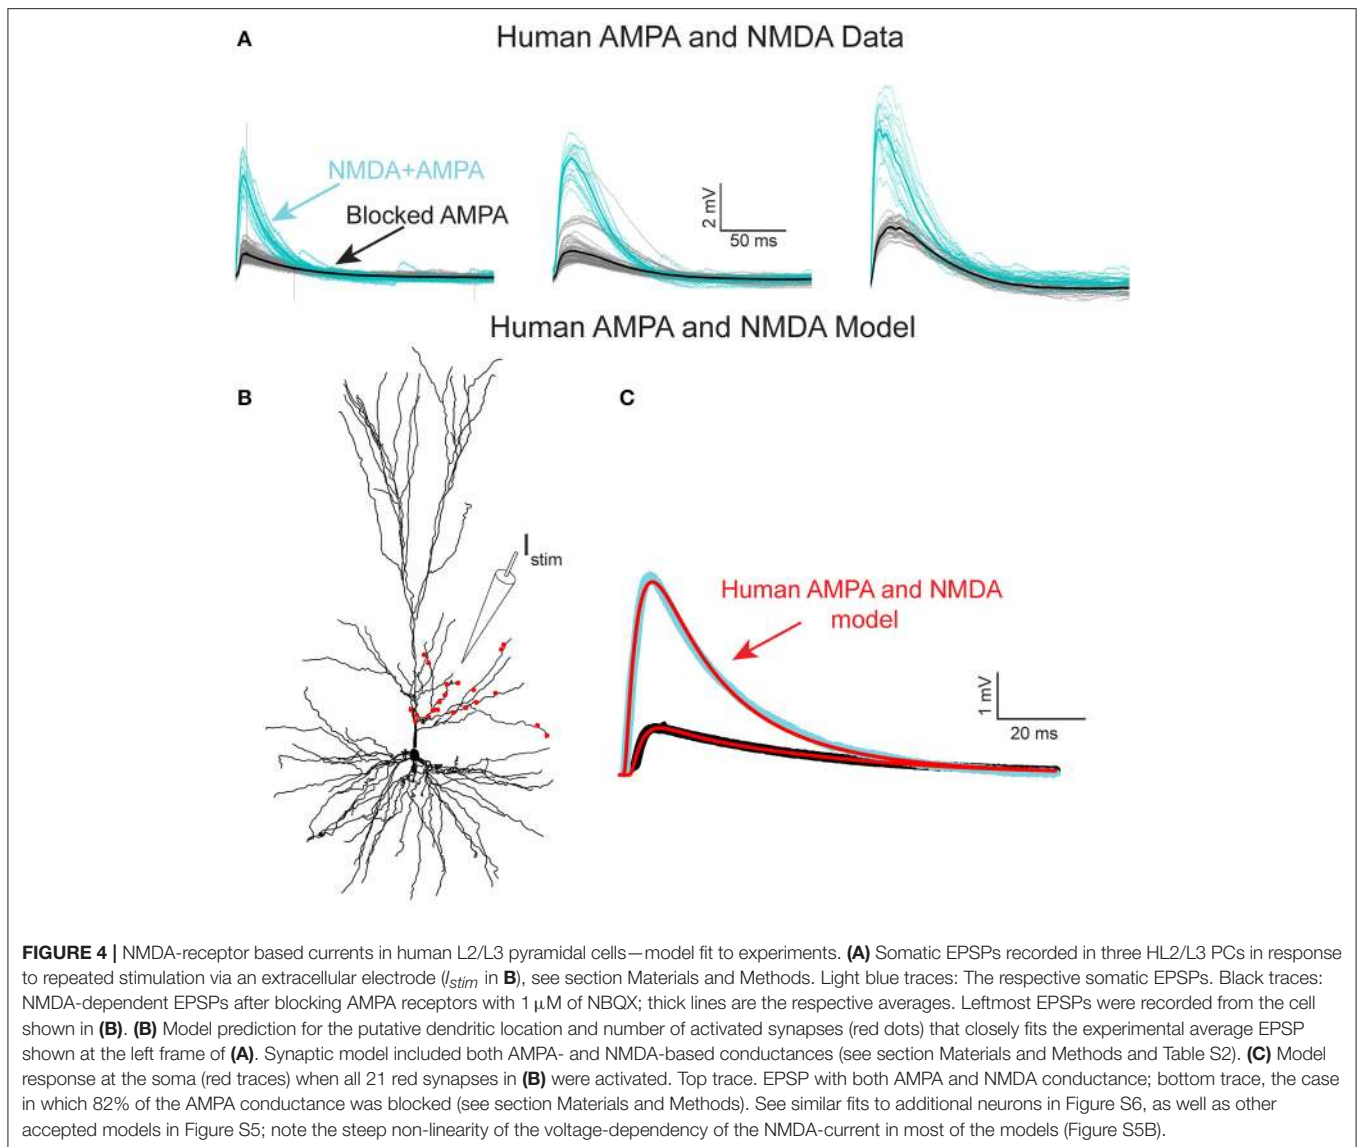 A
Human AMPA and NMDA Data
NMDA+AMPA
Blocked AMPA
2 mV
50 ms
Human AMPA and NMDA Model
B
C
Istim
Human AMPA and NMDA
model
1 mV
20 ms
FIGURE 4 | NMDA-receptor based currents in human L2/L3 pyramidal cells—model fit to experiments. (A) Somatic EPSPs recorded in three HL2/L3 PCs in response
to repeated stimulation via an extracellular electrode (Istim in B), see section Materials and Methods. Light blue traces: The respective somatic EPSPs. Black traces:
NMDA-dependent EPSPs after blocking AMPA receptors with 1 µM of NBQX; thick lines are the respective averages. Leftmost EPSPs were recorded from the cell
shown in (B). (B) Model prediction for the putative dendritic location and number of activated synapses (red dots) that closely fits the experimental average EPSP
shown at the left frame of (A). Synaptic model included both AMPA- and NMDA-based conductances (see section Materials and Methods and Table S2). (C) Model
response at the soma (red traces) when all 21 red synapses in (B) were activated. Top trace. EPSP with both AMPA and NMDA conductance; bottom trace, the case
in which 82% of the AMPA conductance was blocked (see section Materials and Methods). See similar fits to additional neurons in Figure S6, as well as other
accepted models in Figure S5; note the steep non-linearity of the voltage-dependency of the NMDA-current in most of the models (Figure S5B).